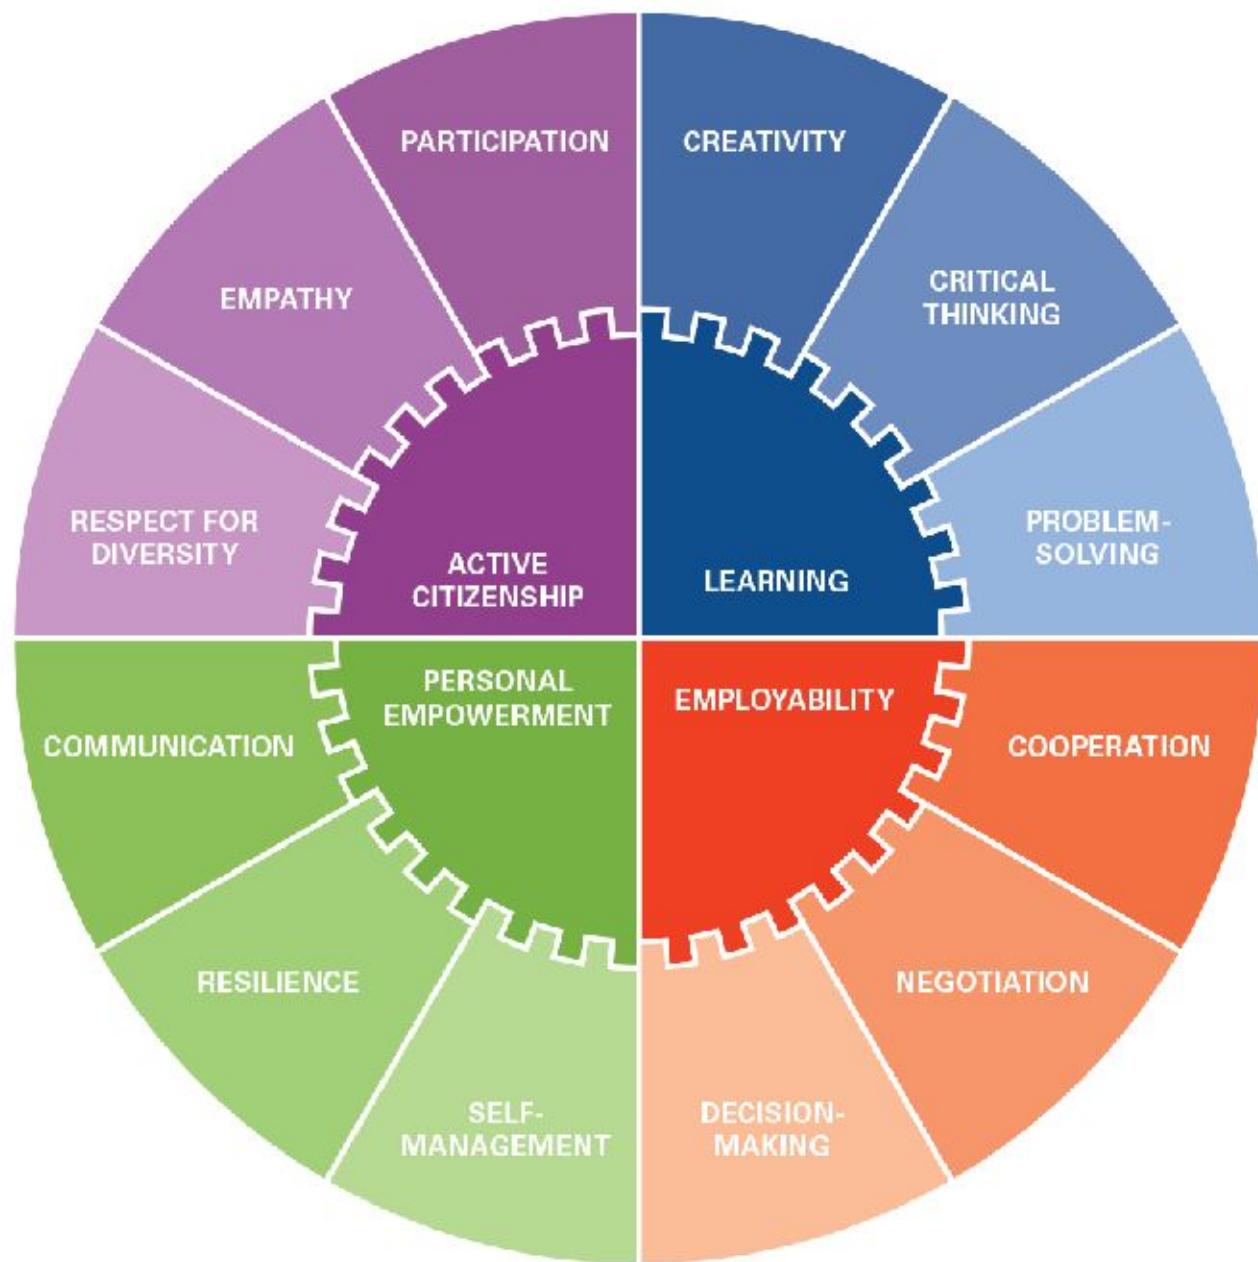 PARTICIPATION
CREATIVITY
EMPATHY
CRITICAL
THINKING
RESPECT FOR
DIVERSITY
PROBLEM-
SOLVING
ACTIVE
CITIZENSHIP
LEARNING
PERSONAL
EMPOWERMENT
EMPLOYABILITY
COMMUNICATION
COOPERATION
RESILIENCE
NEGOTIATION
SELF-
MANAGEMENT
DECISION-
MAKING